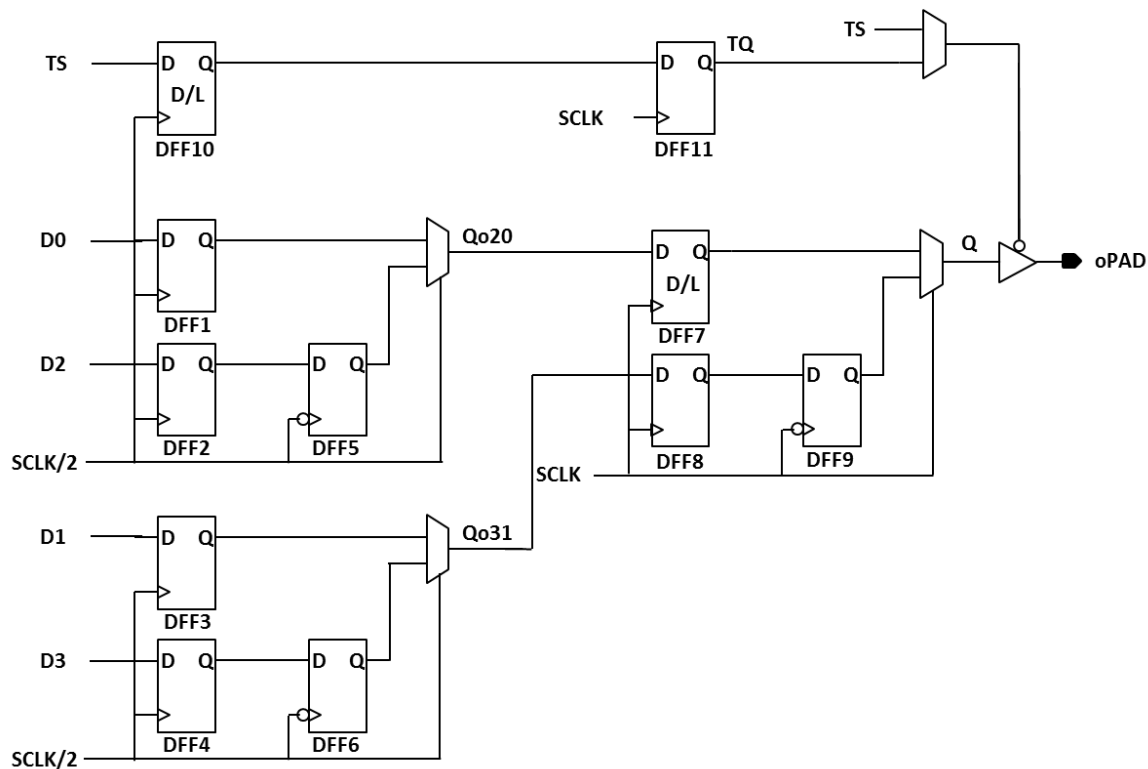 TS
TQ
TS D Q D Q
D/L
SCLK
DFF10 DFF11
D0 D Q Qo20 Q
D Q oPAD
D/L
DFF1 DFF7
D2 D Q D Q
D Q D Q
DFF2 DFF5
SCLK/2 DFF8 DFF9
SCLK
D1 D Q Qo31
DFF3
D3 D Q D Q
DFF4 DFF6
SCLK/2